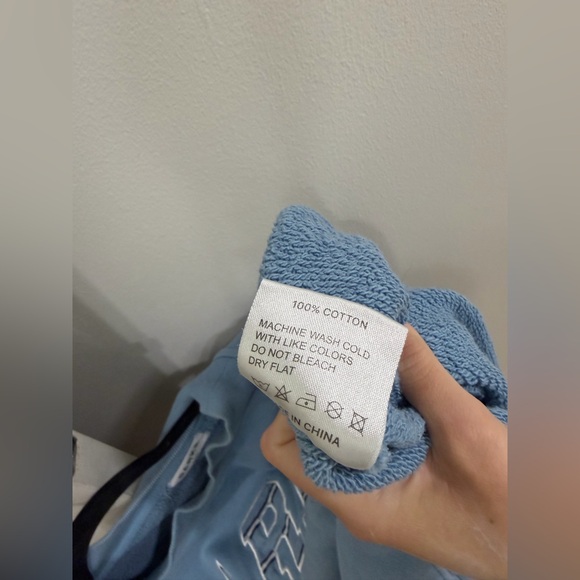 100% COTTON
MACHINE WASH COLD
WITH LIKE COLORS
DO NOT BLEACH
DRY FLAT
IN CHINA